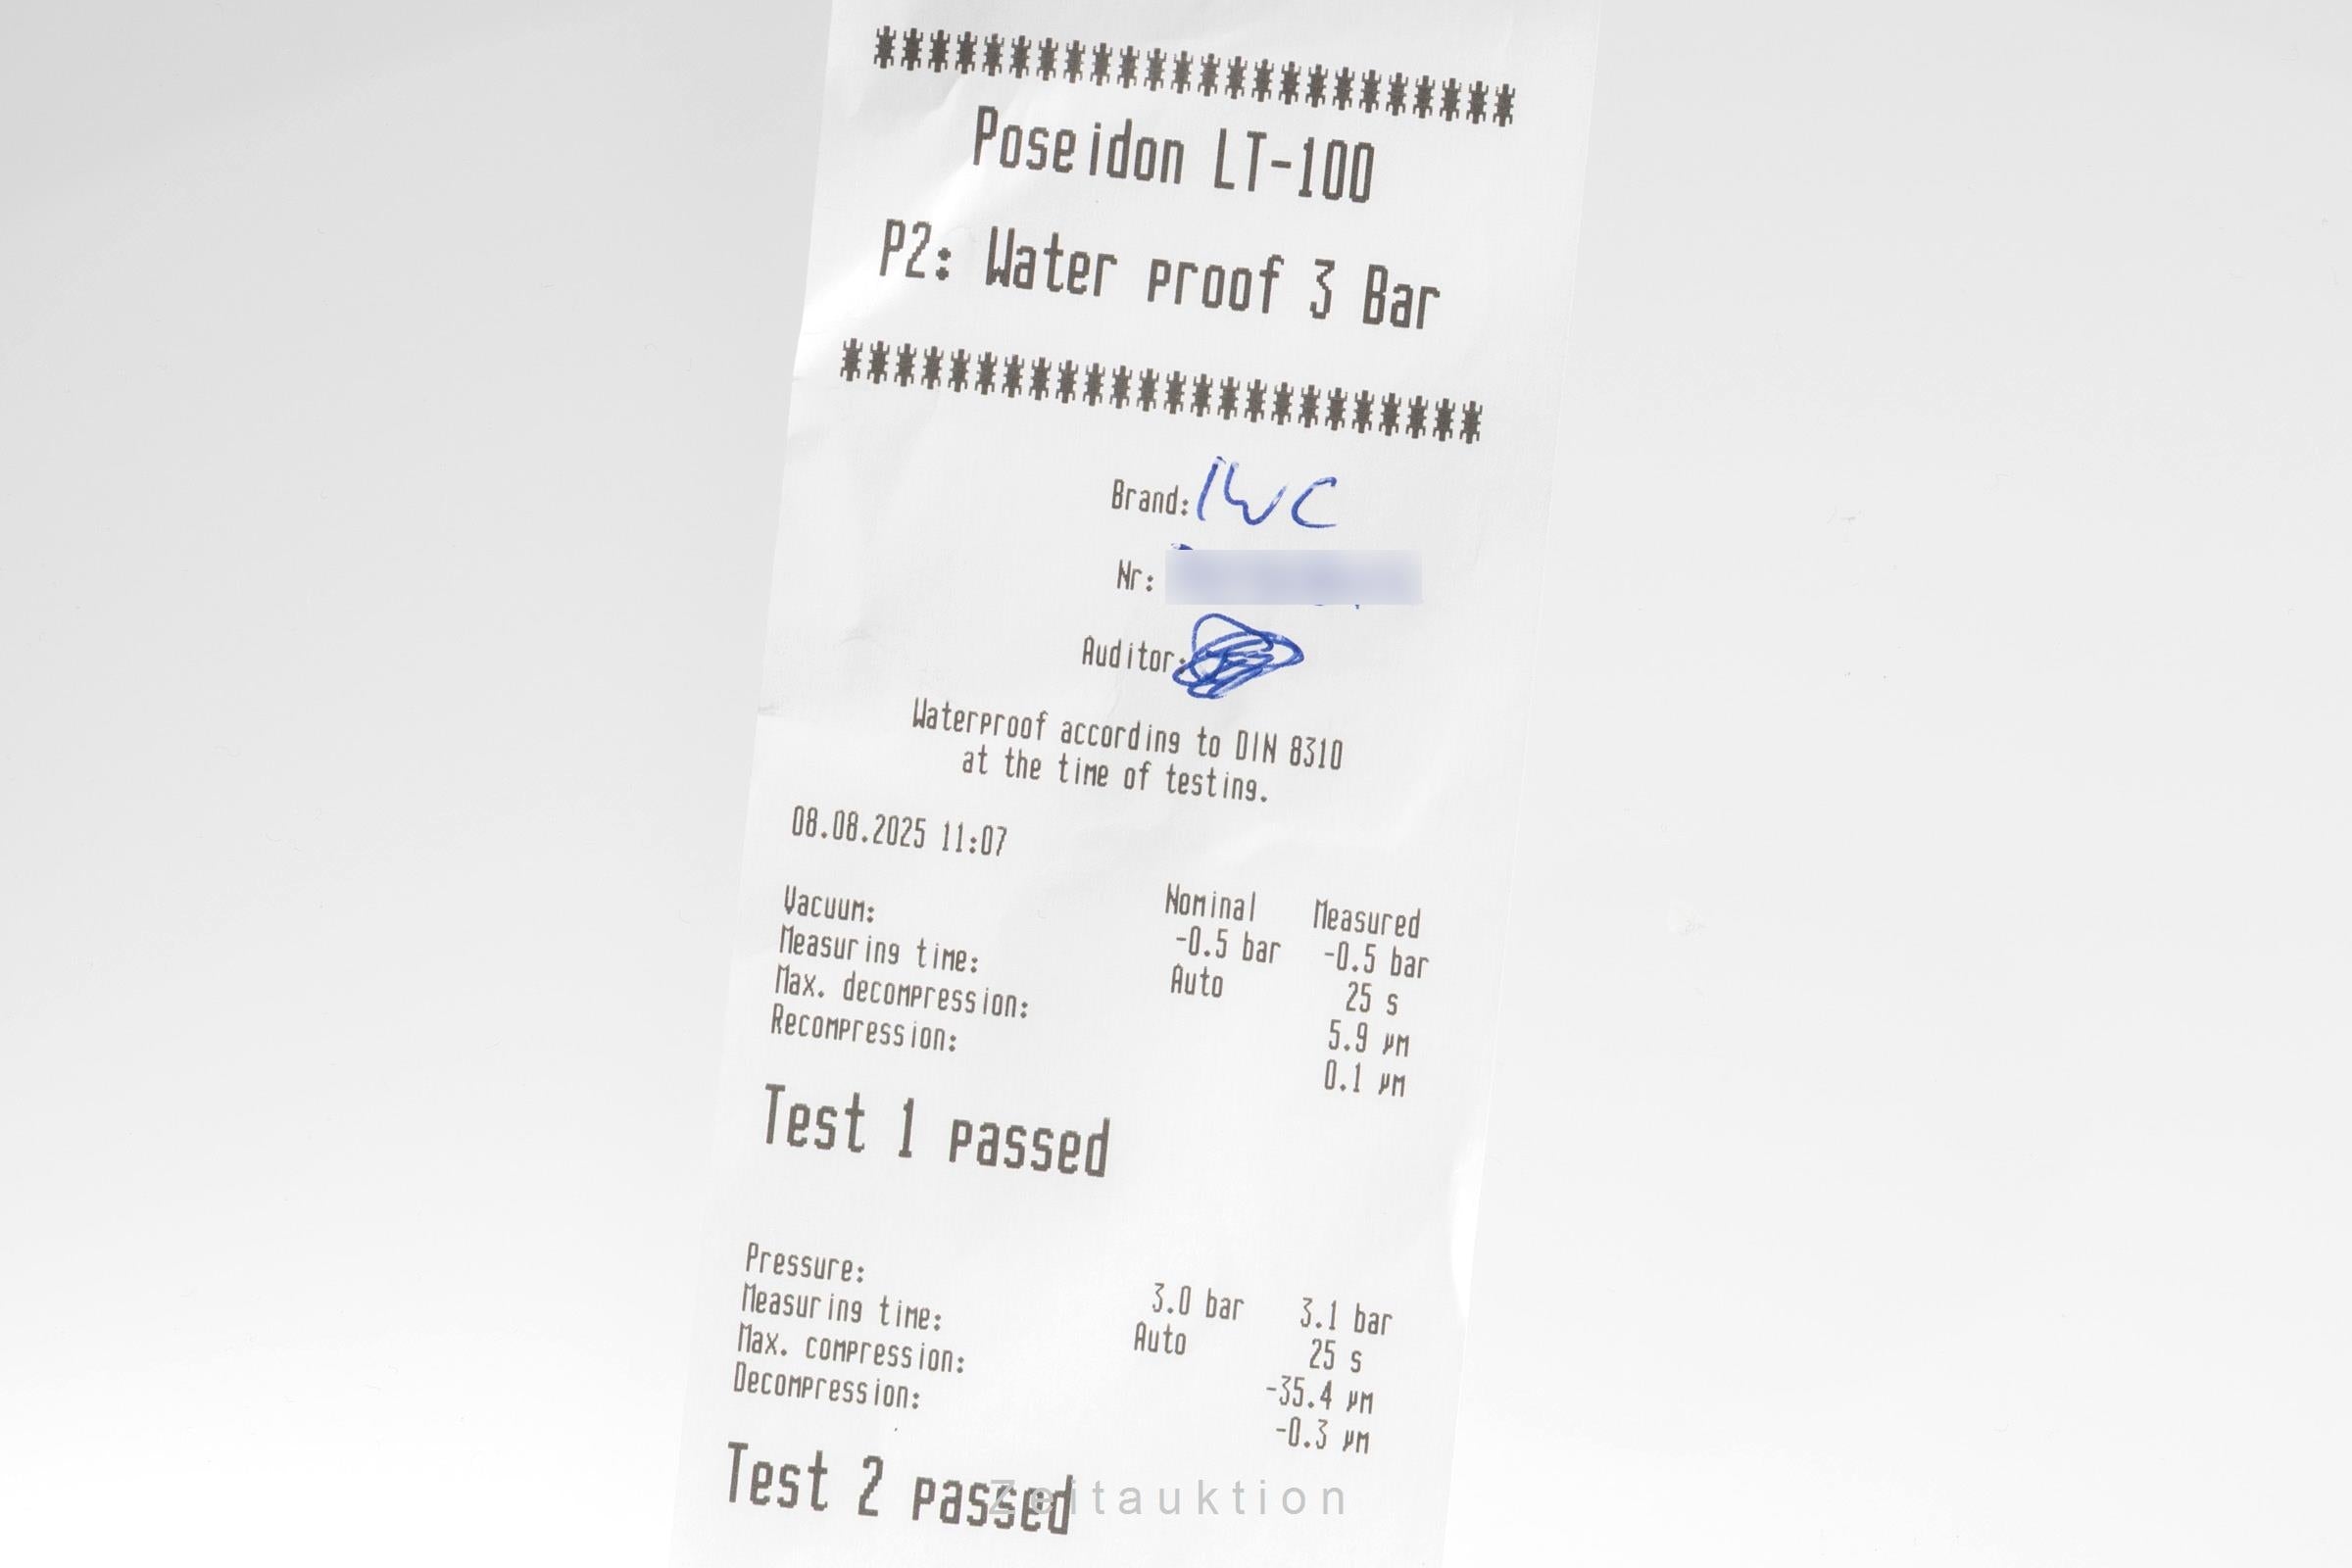 ************************
Poseidon LT-100
P2: Water proof 3 Bar
************************
Brand: IWC
Nr:
Auditor:
Waterproof according to DIN 8310
at the time of testing.
08.08.2025 11:07
Nominal Measured
Vacuum: -0.5 bar -0.5 bar
Measuring time: Auto 25 s
Max. decompression: 5.9 µm
Recompression: 0.1 µm
Test 1 passed
Pressure: 3.0 bar 3.1 bar
Measuring time: Auto 25 s
Max. compression: -35.4 µm
Decompression: -0.3 µm
Test 2 passed
Zeitauktion